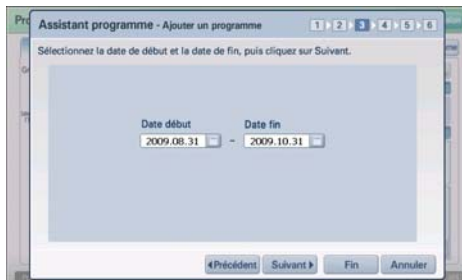 Assistant programme - Ajouter un programme 1 2 3 4 5 6
Sélectionnez la date de début et la date de fin, puis cliquez sur Suivant.
Date début Date fin
2009.08.31 - 2009.10.31
Précédent Suivant Fin Annuler